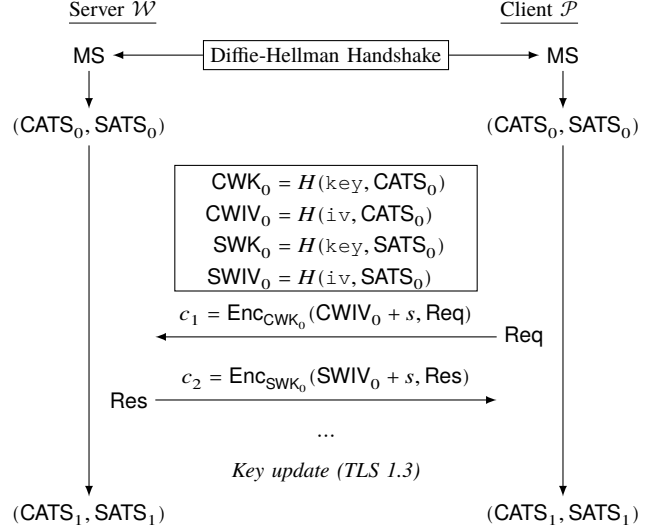 Server 𝒲 Client 𝒫
MS Diffie-Hellman Handshake MS
(CATS₀, SATS₀) (CATS₀, SATS₀)
CWK₀ = H(key, CATS₀)
CWIV₀ = H(iv, CATS₀)
SWK₀ = H(key, SATS₀)
SWIV₀ = H(iv, SATS₀)
c₁ = Enc_CWK₀(CWIV₀ + s, Req)
Req
c₂ = Enc_SWK₀(SWIV₀ + s, Res)
Res
...
Key update (TLS 1.3)
(CATS₁, SATS₁) (CATS₁, SATS₁)